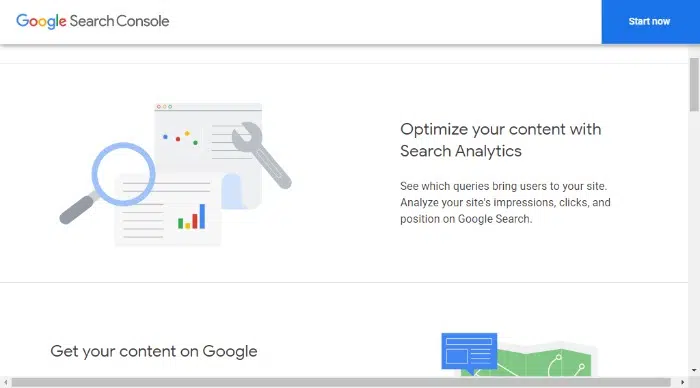 Google Search Console
Start now
Optimize your content with
Search Analytics
See which queries bring users to your site.
Analyze your site's impressions, clicks, and
position on Google Search.
Get your content on Google